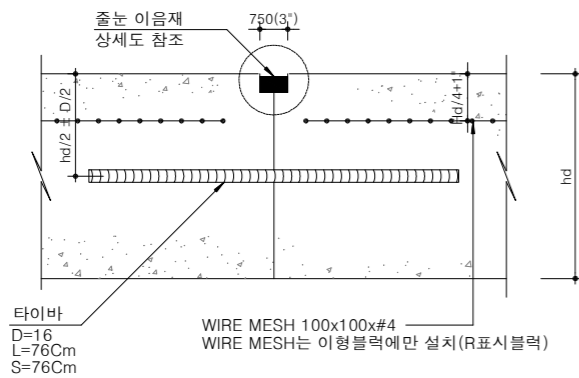 줄눈 이음재
상세도 참조
750(3")
hd/2 ± D/2
Hd/4+1"
hd
타이바
D=16
L=76Cm
S=76Cm
WIRE MESH 100x100x#4
WIRE MESH는 이형블럭에만 설치(R표시블럭)